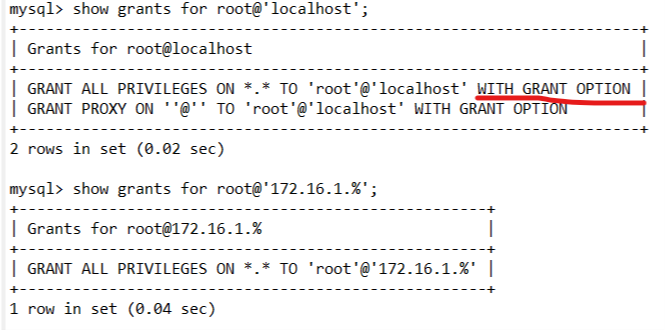 mysql> show grants for root@'localhost';
+---------------------------------------------------------------------+
| Grants for root@localhost                                           |
+---------------------------------------------------------------------+
| GRANT ALL PRIVILEGES ON *.* TO 'root'@'localhost' WITH GRANT OPTION |
| GRANT PROXY ON ''@'' TO 'root'@'localhost' WITH GRANT OPTION        |
+---------------------------------------------------------------------+
2 rows in set (0.02 sec)
mysql> show grants for root@'172.16.1.%';
+----------------------------------------------------+
| Grants for root@172.16.1.%                         |
+----------------------------------------------------+
| GRANT ALL PRIVILEGES ON *.* TO 'root'@'172.16.1.%' |
+----------------------------------------------------+
1 row in set (0.04 sec)